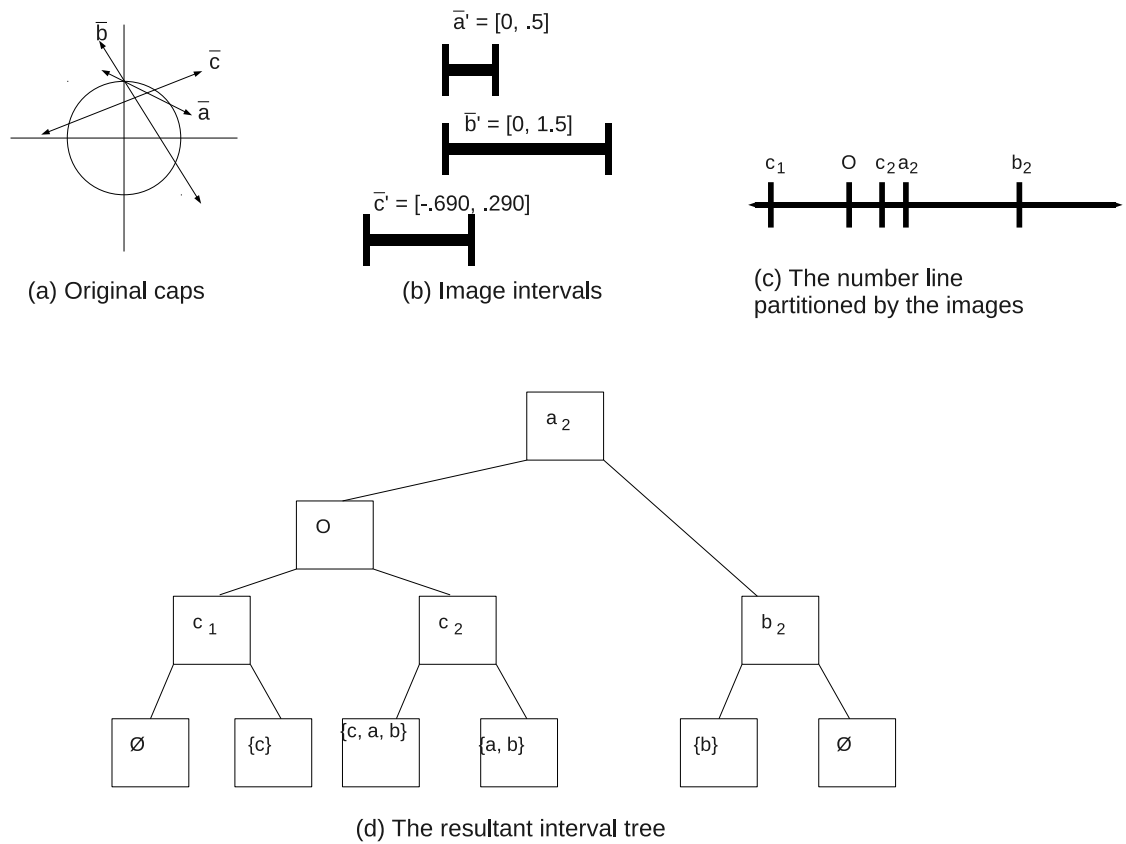 b̅
c̅
a̅
(a) Original caps
a̅' = [0, .5]
b̅' = [0, 1.5]
c̅' = [-.690, .290]
(b) Image intervals
c₁ O c₂ a₂ b₂
(c) The number line
partitioned by the images
a₂
O
c₁ c₂ b₂
Ø {c} {c, a, b} {a, b} {b} Ø
(d) The resultant interval tree